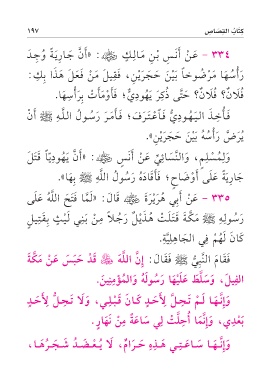 كتاب القصاص ١٩٧
٣٣٤ - عَنْ أَنَسِ بْنِ مَالِكٍ ﷺ: «أَنَّ جَارِيَةً وُجِدَ
رَأْسُهَا مَرْضُوخاً بَيْنَ حَجَرَيْنِ، فَقِيلَ مَنْ فَعَلَ هَذَا بِكِ:
فُلَانٌ؟ فُلَانٌ؟ حَتَّى ذُكِرَ يَهُودِيٌّ؛ فَأَوْمَأَتْ بِرَأْسِهَا.
فَأُخِذَ الْيَهُودِيُّ فَاعْتَرَفَ؛ فَأَمَرَ رَسُولُ اللَّهِ ﷺ أَنْ
يُرَضَّ رَأْسُهُ بَيْنَ حَجَرَيْنِ».
وَلِمُسْلِمٍ، وَالنَّسَائِيِّ عَنْ أَنَسٍ ﷺ: «أَنَّ يَهُودِيّاً قَتَلَ
جَارِيَةً عَلَى أَوْضَاحٍ؛ فَأَقَادَهُ رَسُولُ اللَّهِ ﷺ بِهَا».
٣٣٥ - عَنْ أَبِي هُرَيْرَةَ ﷺ قَالَ: «لَمَّا فَتَحَ اللَّهُ عَلَى
رَسُولِهِ ﷺ مَكَّةَ قَتَلَتْ هُذَيْلٌ رَجُلاً مِنْ بَنِي لَيْثٍ بِقَتِيلٍ
كَانَ لَهُمْ فِي الْجَاهِلِيَّةِ.
فَقَامَ النَّبِيُّ ﷺ فَقَالَ: إِنَّ اللَّهَ ﷻ قَدْ حَبَسَ عَنْ مَكَّةَ
الْفِيلَ، وَسَلَّطَ عَلَيْهَا رَسُولَهُ وَالْمُؤْمِنِينَ.
وَإِنَّهَا لَمْ تَحِلَّ لِأَحَدٍ كَانَ قَبْلِي، وَلَا تَحِلُّ لِأَحَدٍ
بَعْدِي، وَإِنَّمَا أُحِلَّتْ لِي سَاعَةً مِنْ نَهَارٍ.
وَإِنَّهَا سَاعَتِي هَذِهِ حَرَامٌ، لَا يُعْضَدُ شَجَرُهَا،